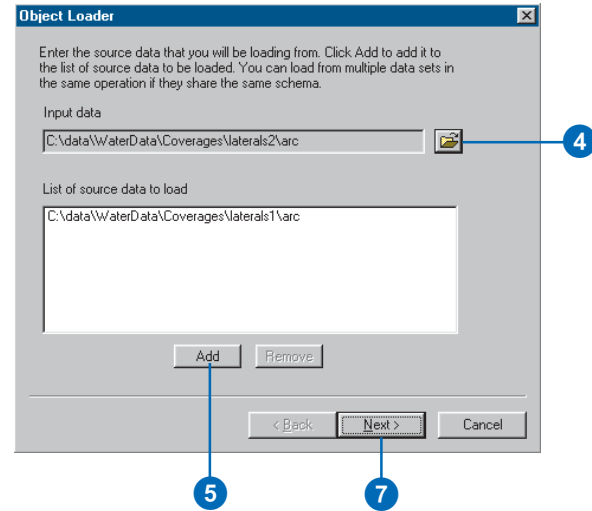 Object Loader
Enter the source data that you will be loading from. Click Add to add it to
the list of source data to be loaded. You can load from multiple data sets in
the same operation if they share the same schema.
Input data
C:\data\WaterData\Coverages\laterals2\arc
4
List of source data to load
C:\data\WaterData\Coverages\laterals1\arc
Add
Remove
< Back
Next >
Cancel
5
7